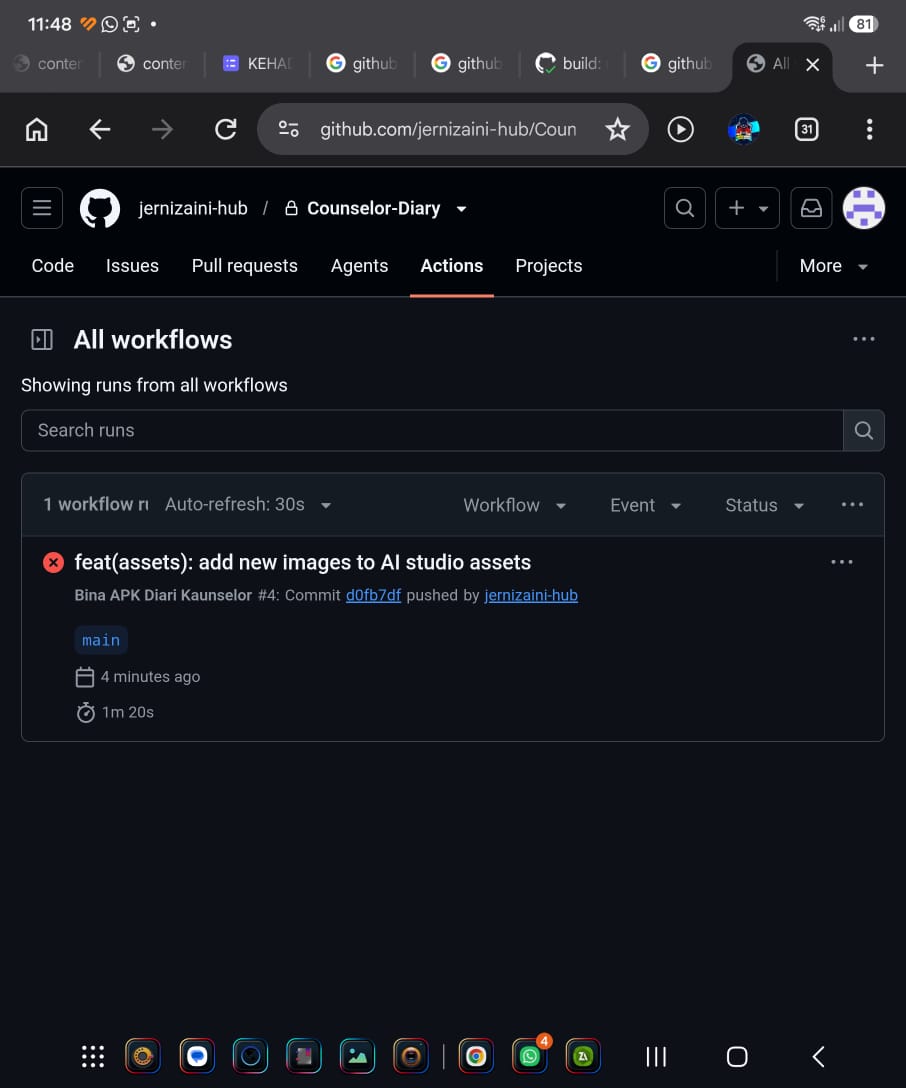 11:48
81
conter
conter
KEHA
github
github
build:
github
All
github.com/jernizaini-hub/Coun
31
jernizaini-hub / Counselor-Diary
Code Issues Pull requests Agents Actions Projects More
All workflows
Showing runs from all workflows
Search runs
1 workflow ru Auto-refresh: 30s Workflow Event Status
feat(assets): add new images to AI studio assets
Bina APK Diari Kaunselor #4: Commit d0fb7df pushed by jernizaini-hub
main
4 minutes ago
1m 20s
4